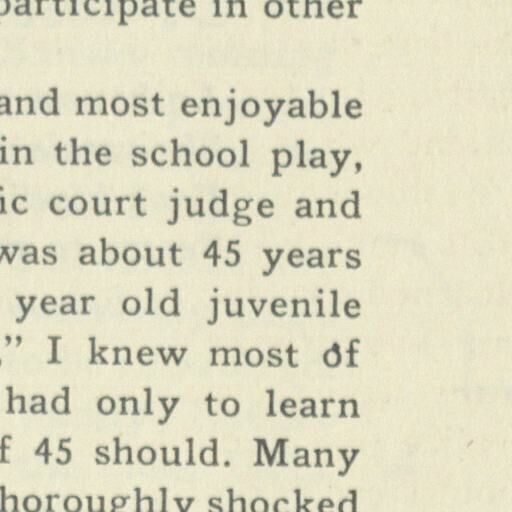 participate in other
and most enjoyable
in the school play,
ic court judge and
was about 45 years
year old juvenile
.” I knew most of
had only to learn
f 45 should. Many
horoughly shocked